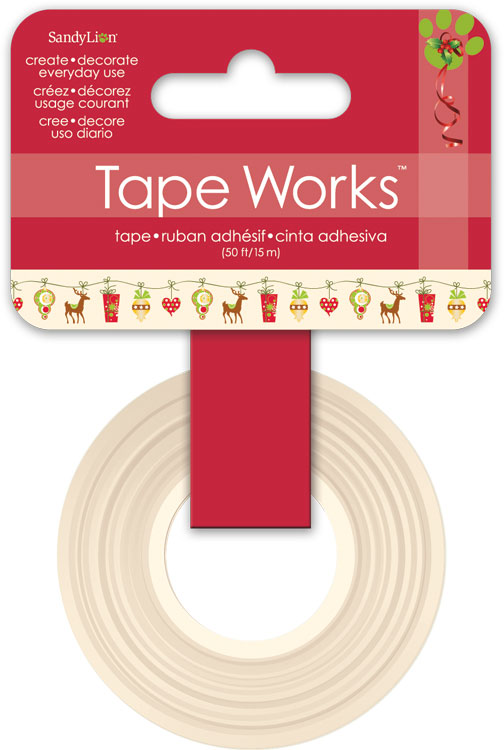 SandyLion®
create•decorate
everyday use
créez•décorez
usage courant
cree•decore
uso diario
Tape Works™
tape•ruban adhésif•cinta adhesiva
(50 ft/15 m)